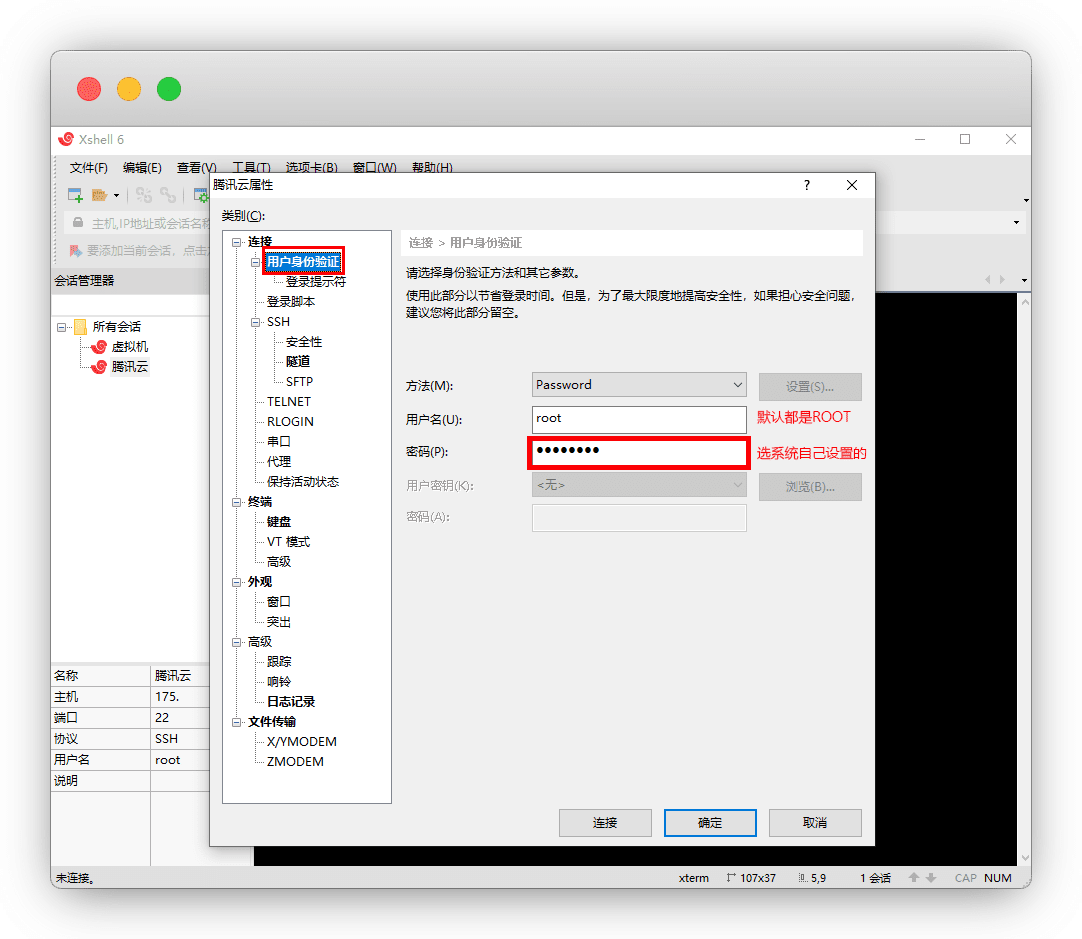 Xshell 6
文件(F) 编辑(E) 查看(V) 工具(T) 选项卡(B) 窗口(W) 帮助(H)
腾讯云属性
?
主机,IP地址或会话名称
要添加当前会话，点击
会话管理器
所有会话
虚拟机
腾讯云
名称 腾讯云
主机 175.
端口 22
协议 SSH
用户名 root
说明
类别(C):
连接
用户身份验证
登录提示符
登录脚本
SSH
安全性
隧道
SFTP
TELNET
RLOGIN
串口
代理
保持活动状态
终端
键盘
VT 模式
高级
外观
窗口
突出
高级
跟踪
响铃
日志记录
文件传输
X/YMODEM
ZMODEM
连接 > 用户身份验证
请选择身份验证方法和其它参数。
使用此部分以节省登录时间。但是，为了最大限度地提高安全性，如果担心安全问题，
建议您将此部分留空。
方法(M): Password 设置(S)...
用户名(U): root 默认都是ROOT
密码(P): ●●●●●●●● 选系统自己设置的
用户密钥(K): <无> 浏览(B)...
密码(A):
连接 确定 取消
未连接。 xterm 107x37 5,9 1 会话 CAP NUM